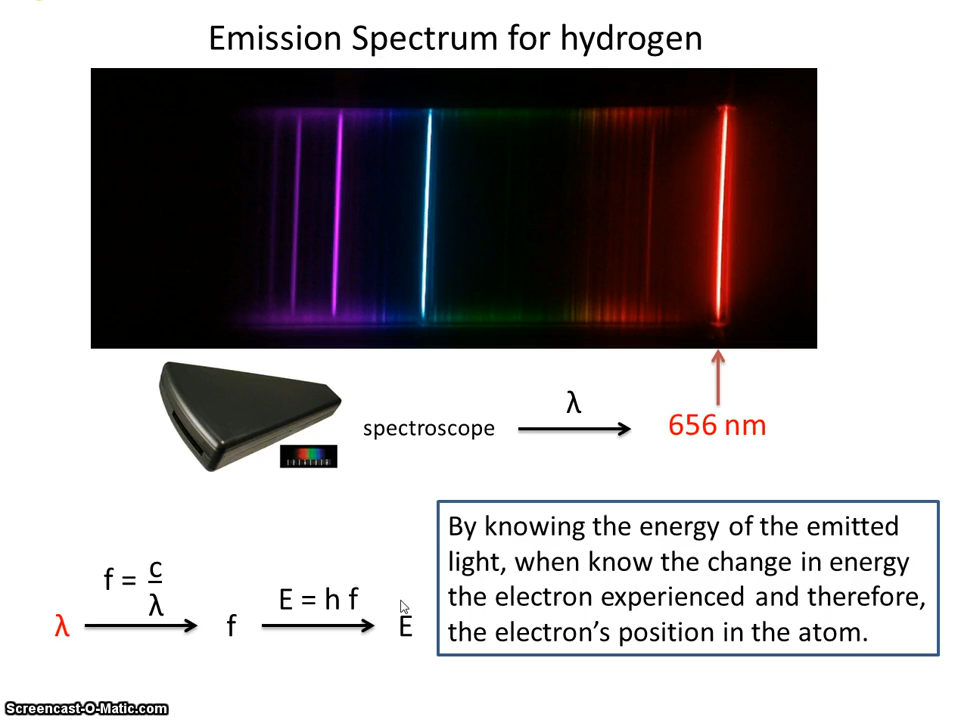 Emission Spectrum for hydrogen
λ
spectroscope
656 nm
f = c
λ
E = h f
λ
f
E
By knowing the energy of the emitted
light, when know the change in energy
the electron experienced and therefore,
the electron's position in the atom.
Screencast-O-Matic.com